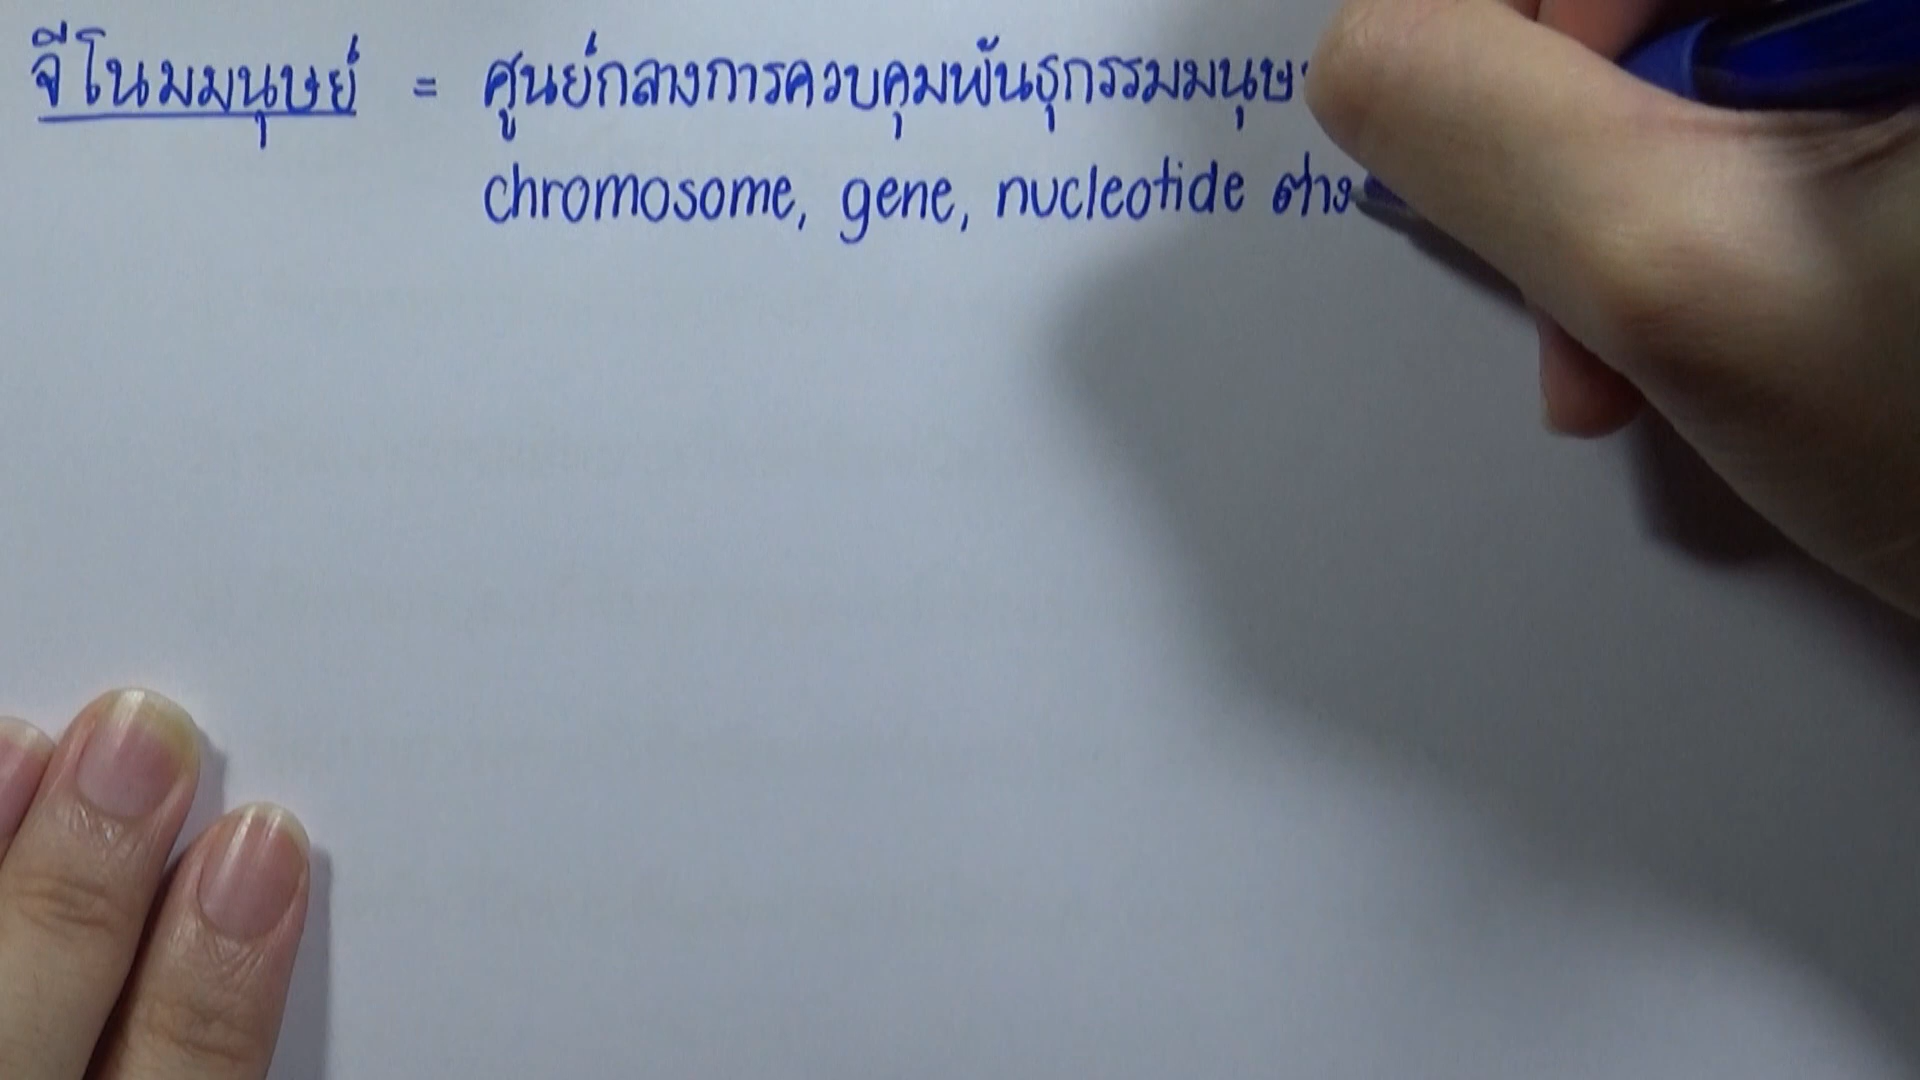 จีโนมมนุษย์ = ศูนย์กลางการควบคุมพันธุกรรมมนุษ
chromosome, gene, nucleotide ต่าง